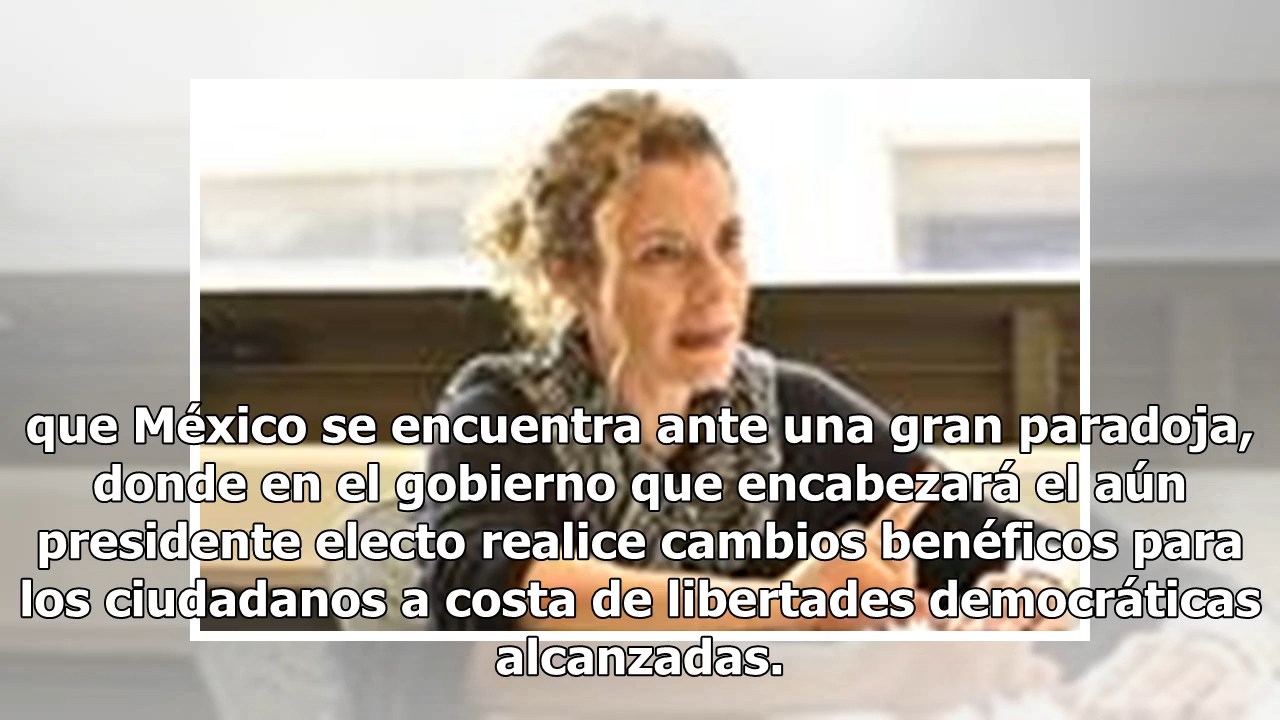 que México se encuentra ante una gran paradoja,
donde en el gobierno que encabezará el aún
presidente electo realice cambios benéficos para
los ciudadanos a costa de libertades democráticas
alcanzadas.